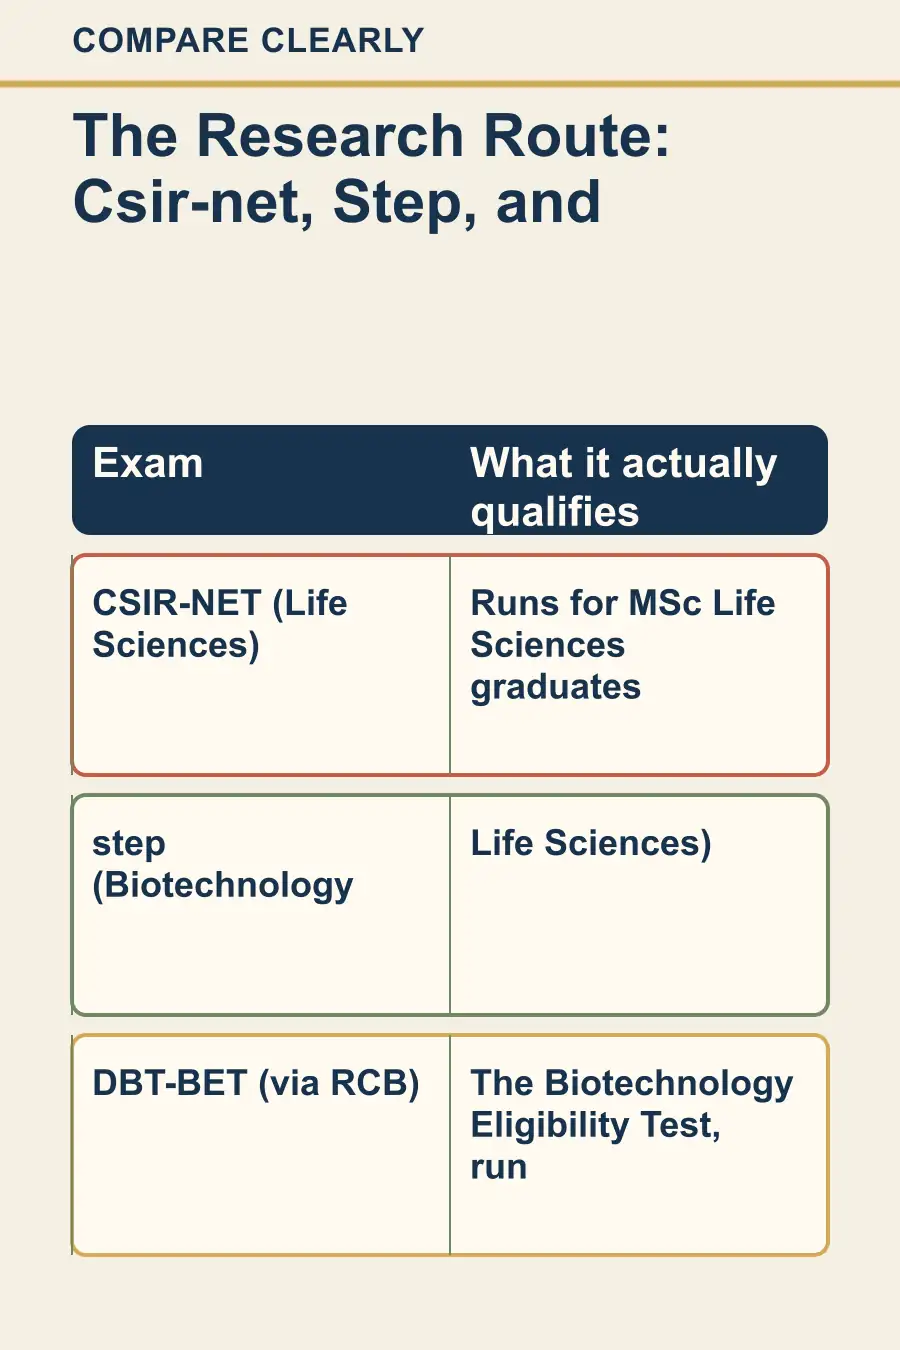 COMPARE CLEARLY
The Research Route:
Csir-net, Step, and
Exam
What it actually
qualifies
CSIR-NET (Life
Sciences)
Runs for MSc Life
Sciences
graduates
step
(Biotechnology
Life Sciences)
DBT-BET (via RCB)
The Biotechnology
Eligibility Test,
run